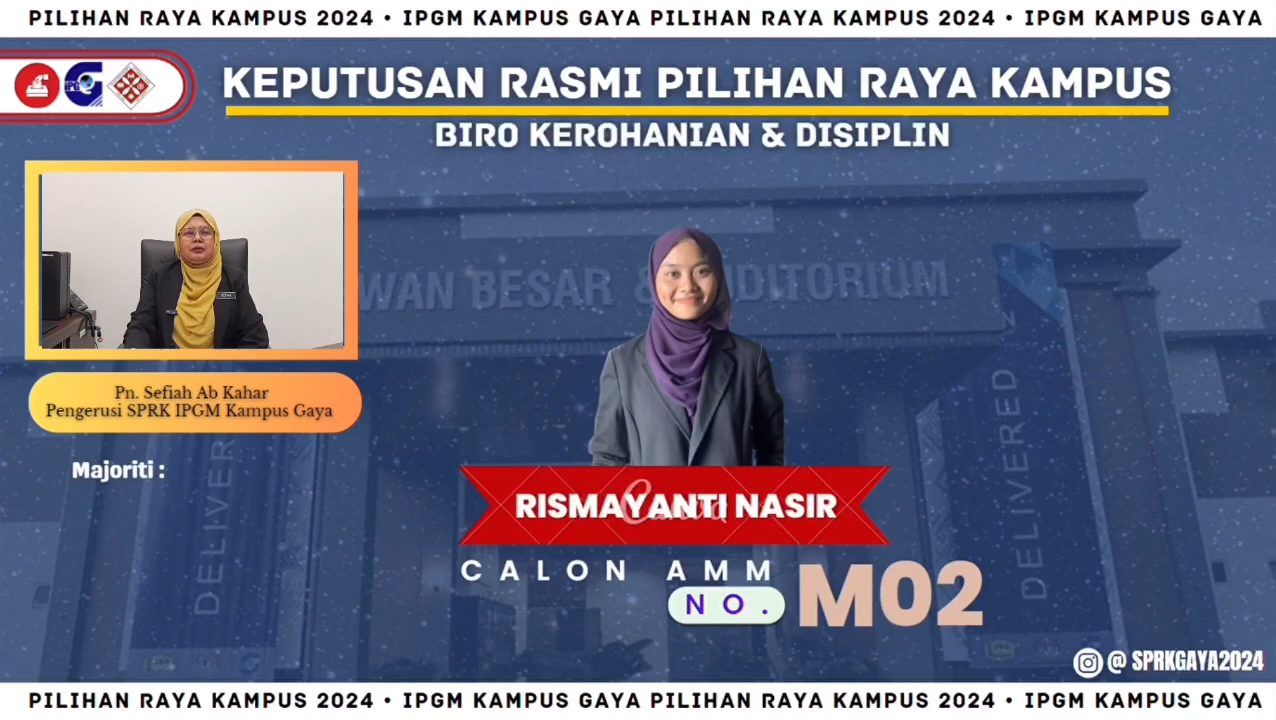 PILIHAN RAYA KAMPUS 2024 • IPGM KAMPUS GAYA PILIHAN RAYA KAMPUS 2024 • IPGM KAMPUS GAYA
KEPUTUSAN RASMI PILIHAN RAYA KAMPUS
BIRO KEROHANIAN & DISIPLIN
WAN BESAR & AUDITORIUM
Pn. Sefiah Ab Kahar
Pengerusi SPRK IPGM Kampus Gaya
Majoriti :
DELIVERED
DELIVERED
RISMAYANTI NASIR
Canva
CALON AMM
NO. M02
@ SPRKGAYA2024
PILIHAN RAYA KAMPUS 2024 • IPGM KAMPUS GAYA PILIHAN RAYA KAMPUS 2024 • IPGM KAMPUS GAYA